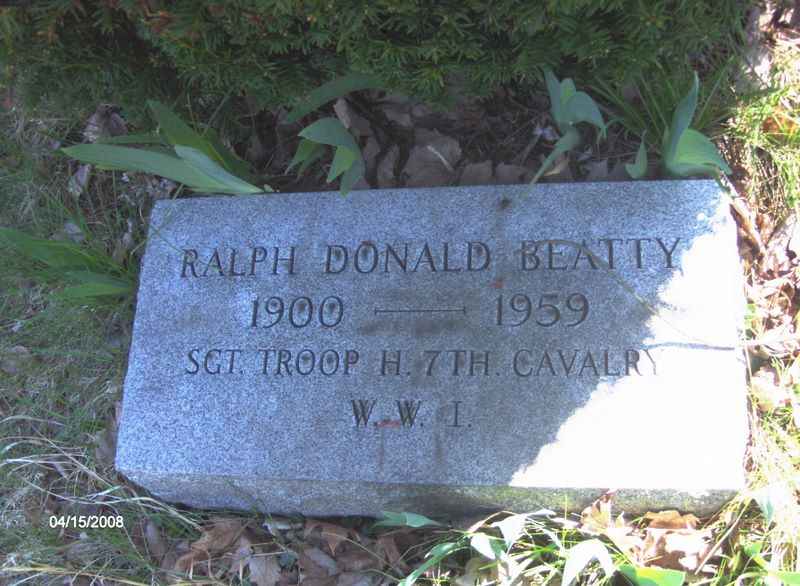 RALPH DONALD BEATTY
1900 — 1959
SGT. TROOP H. 7TH. CAVALRY
W. W. I.
04/15/2008